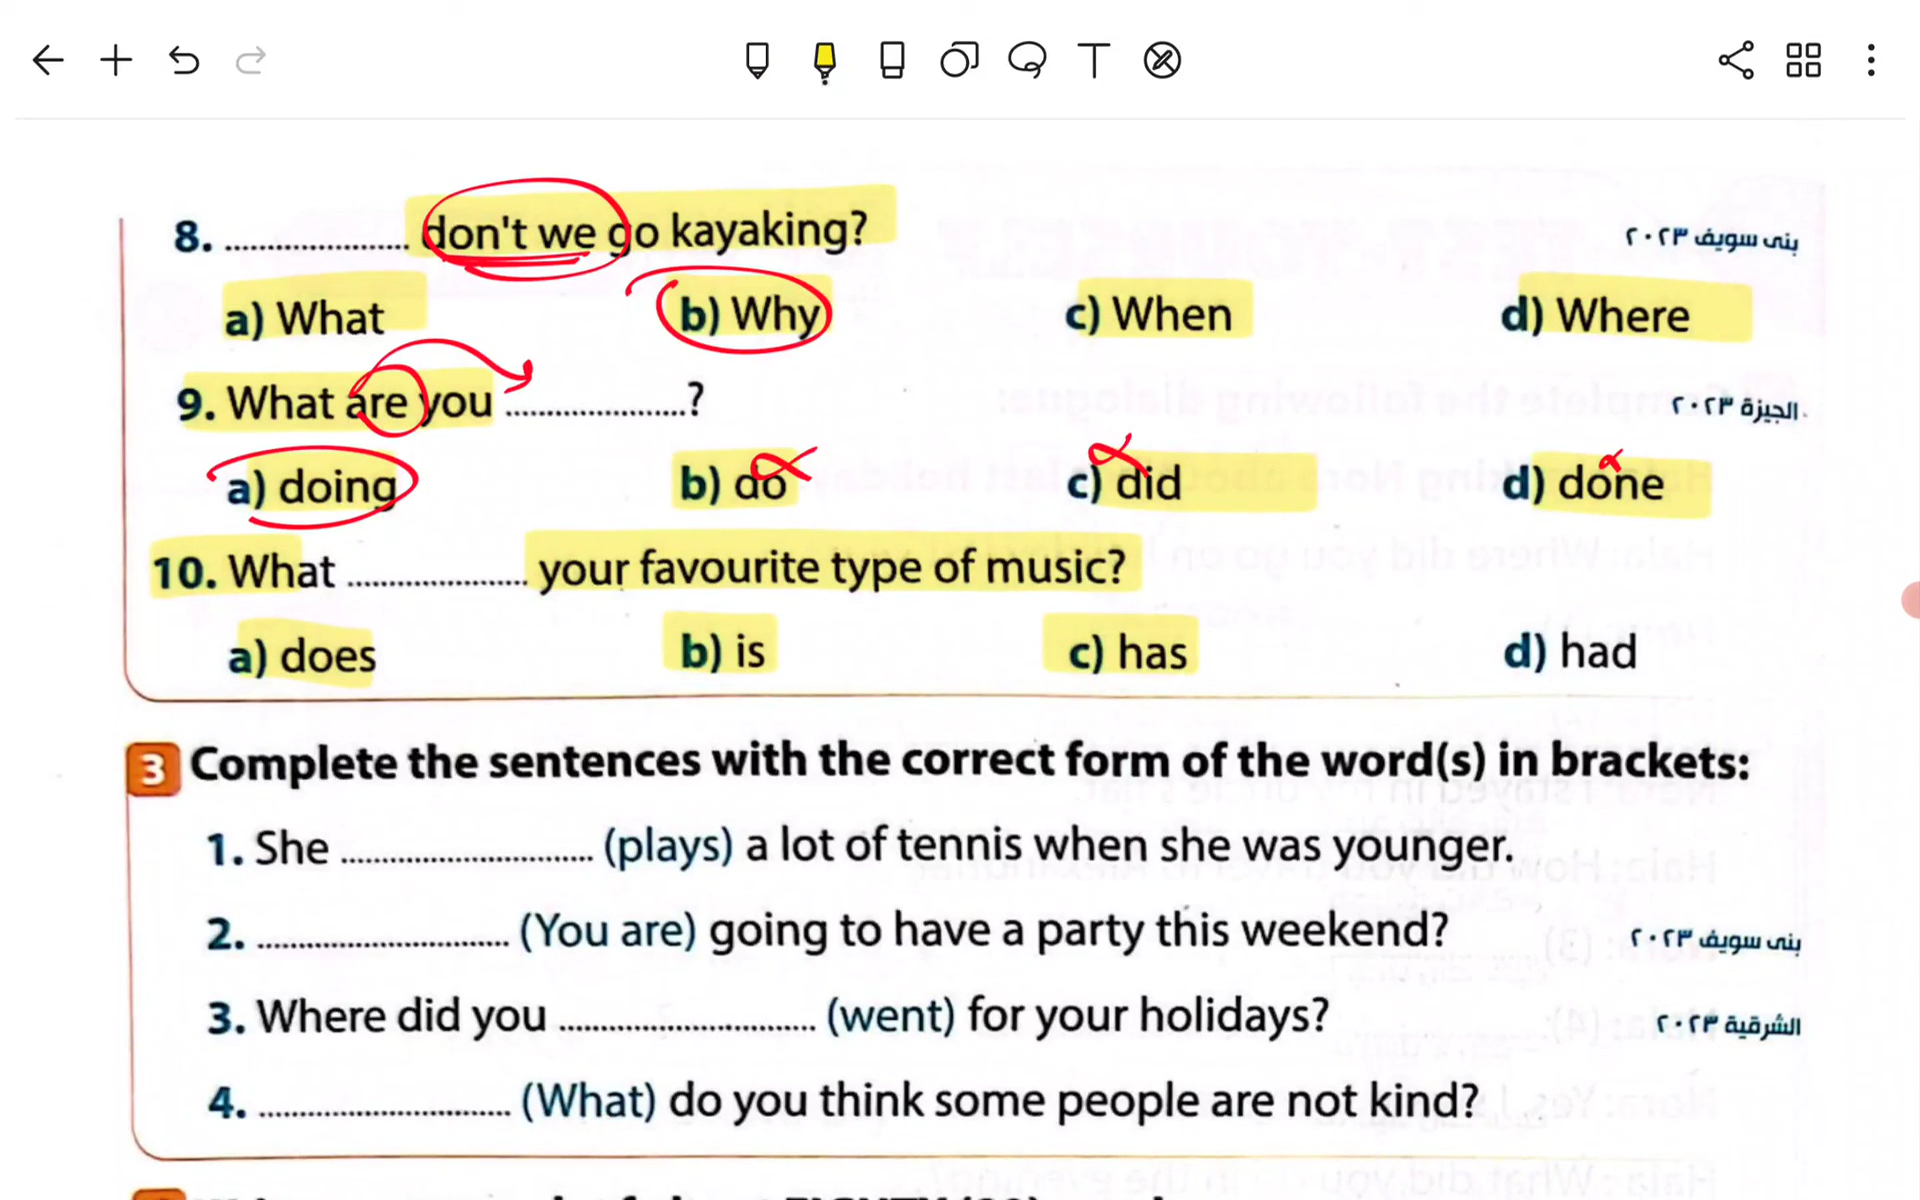 8. .................... don't we go kayaking? بنى سويف ٢٠٢٣
a) What b) Why c) When d) Where
9. What are you ....................? الجيزة ٢٠٢٣
a) doing b) do c) did d) done
10. What .................... your favourite type of music?
a) does b) is c) has d) had
3 Complete the sentences with the correct form of the word(s) in brackets:
1. She ............................ (plays) a lot of tennis when she was younger.
2. ............................ (You are) going to have a party this weekend? بنى سويف ٢٠٢٣
3. Where did you ............................ (went) for your holidays? الشرقية ٢٠٢٣
4. ............................ (What) do you think some people are not kind?